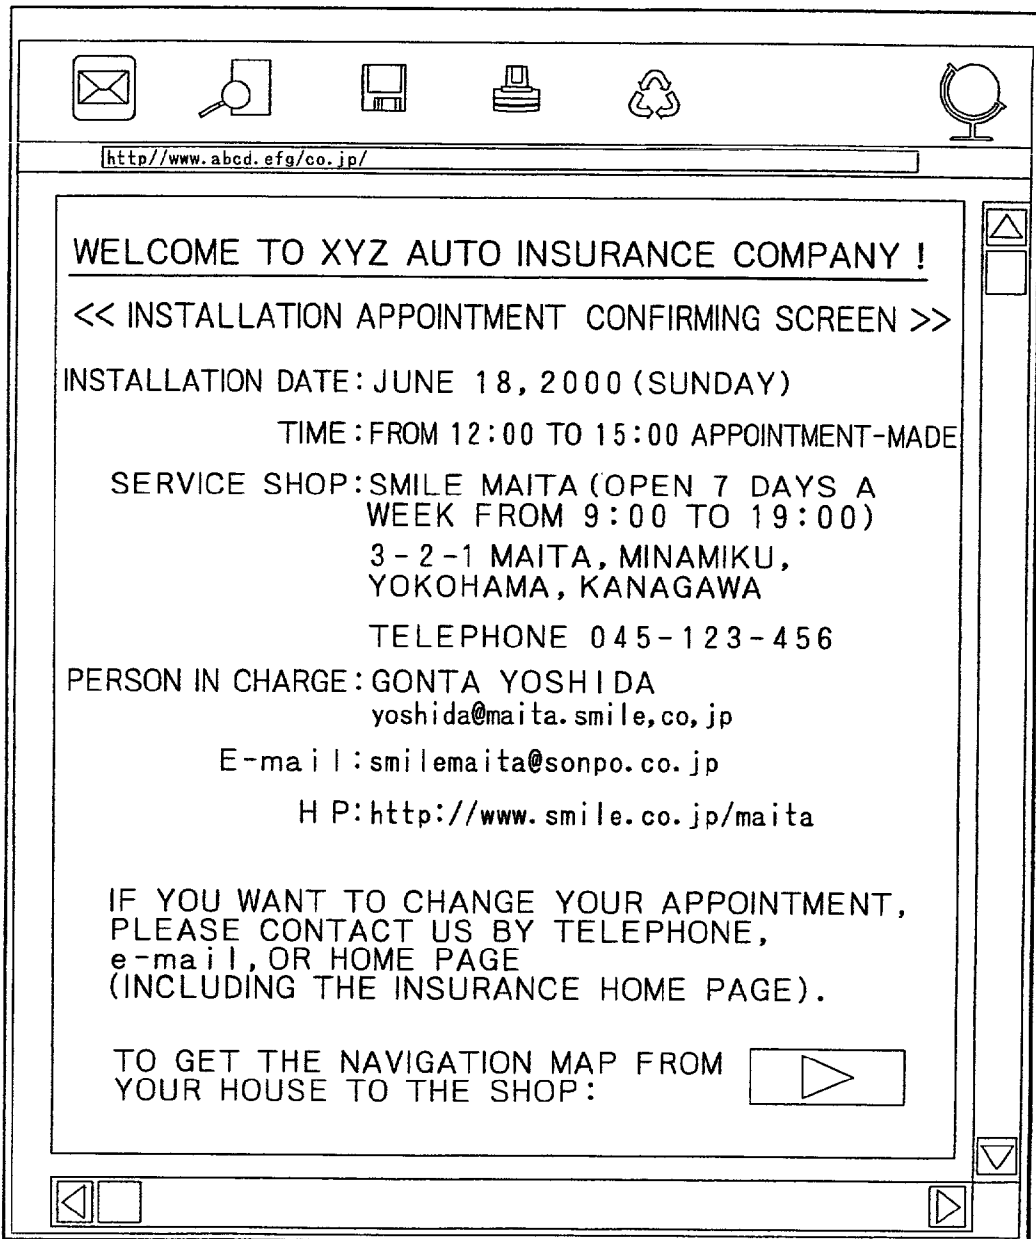 http//www.abcd.efg/co.jp/
WELCOME TO XYZ AUTO INSURANCE COMPANY !
<< INSTALLATION APPOINTMENT CONFIRMING SCREEN >>
INSTALLATION DATE:JUNE 18,2000(SUNDAY)
TIME:FROM 12:00 TO 15:00 APPOINTMENT-MADE
SERVICE SHOP:SMILE MAITA(OPEN 7 DAYS A
WEEK FROM 9:00 TO 19:00)
3-2-1 MAITA, MINAMIKU,
YOKOHAMA, KANAGAWA
TELEPHONE 045-123-456
PERSON IN CHARGE:GONTA YOSHIDA
yoshida@maita.smile,co,jp
E-mail:smilemaita@sonpo.co.jp
HP:http://www.smile.co.jp/maita
IF YOU WANT TO CHANGE YOUR APPOINTMENT,
PLEASE CONTACT US BY TELEPHONE,
e-mail,OR HOME PAGE
(INCLUDING THE INSURANCE HOME PAGE).
TO GET THE NAVIGATION MAP FROM
YOUR HOUSE TO THE SHOP: